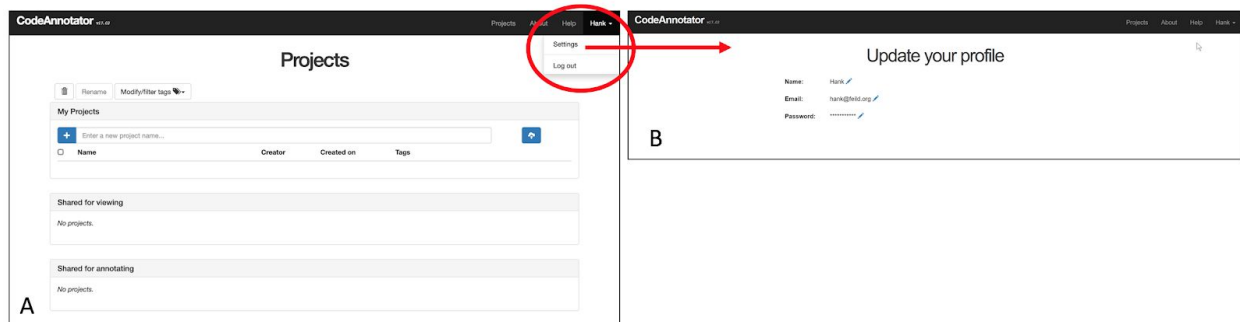 CodeAnnotator v17.03
Projects About Help Hank
Settings
Log out
Projects
Rename Modify/filter tags
My Projects
Enter a new project name...
Name Creator Created on Tags
Shared for viewing
No projects.
Shared for annotating
No projects.
A
CodeAnnotator
Projects About Help Hank
Update your profile
Name: Hank
Email: hank@feild.org
Password: ***********
B